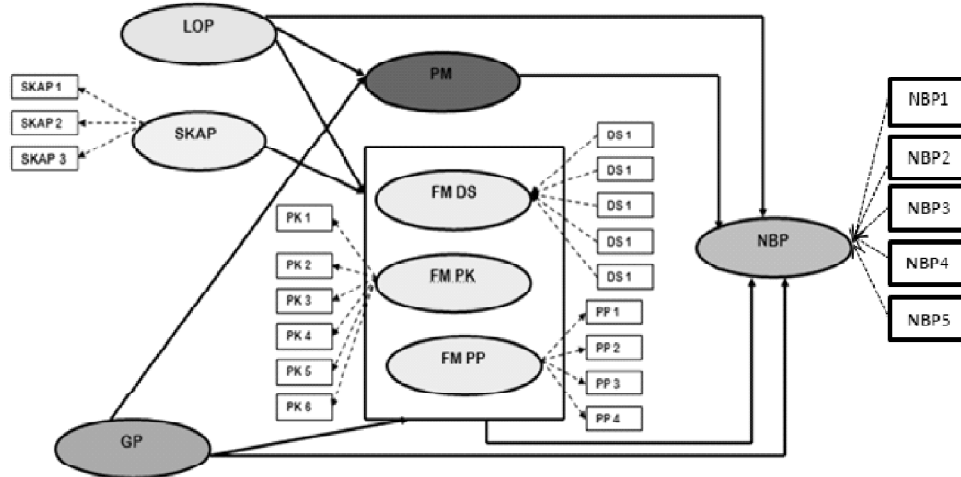 LOP
PM
SKAP 1
SKAP 2
SKAP 3
SKAP
NBP1
NBP2
NBP3
NBP4
NBP5
FM DS
DS 1
DS 1
DS 1
DS 1
DS 1
PK 1
PK 2
PK 3
PK 4
PK 5
PK 6
FM PK
NBP
FM PP
PP 1
PP 2
PP 3
PP 4
GP